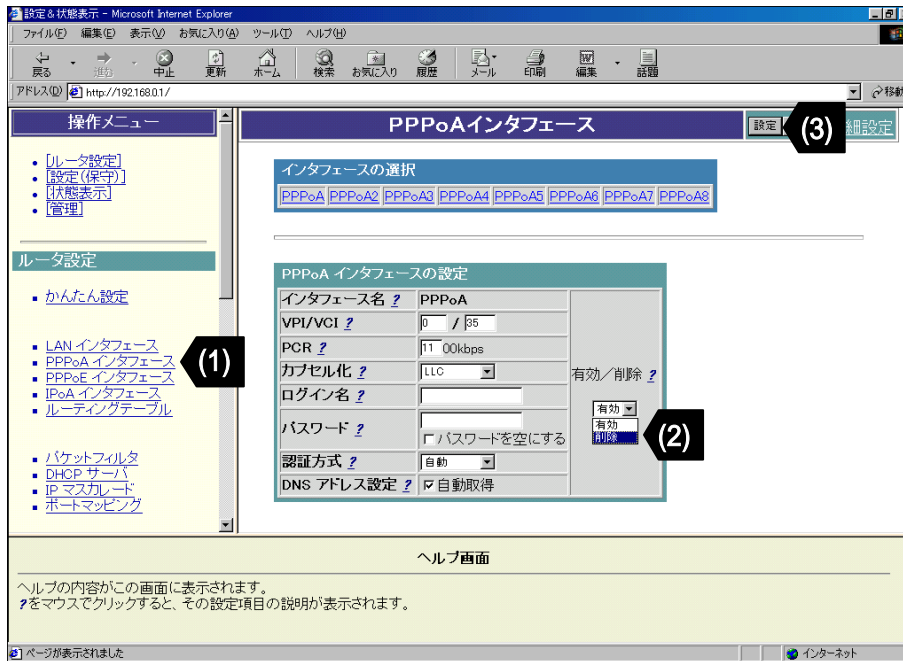 設定&状態表示 - Microsoft Internet Explorer
ファイル(F) 編集(E) 表示(V) お気に入り(A) ツール(T) ヘルプ(H)
戻る 進む 中止 更新 ホーム 検索 お気に入り 履歴 メール 印刷 編集 話題
アドレス(D) http://192.168.0.1/ 移動
操作メニュー
[ルータ設定]
[設定(保守)]
[状態表示]
[管理]
ルータ設定
かんたん設定
LAN インタフェース
PPPoA インタフェース
PPPoE インタフェース
IPoA インタフェース
ルーティングテーブル
(1)
パケットフィルタ
DHCP サーバ
IP マスカレード
ポートマッピング
PPPoAインタフェース
設定
(3)
細設定
インタフェースの選択
PPPoA PPPoA2 PPPoA3 PPPoA4 PPPoA5 PPPoA6 PPPoA7 PPPoA8
PPPoA インタフェースの設定
インタフェース名 ? PPPoA
VPI/VCI ? 0 / 35
PCR ? 11 00kbps
カプセル化 ? LLC
ログイン名 ?
パスワード ?
パスワードを空にする
認証方式 ? 自動
DNS アドレス設定 ? 自動取得
有効/削除 ?
有効
有効
削除
(2)
ヘルプ画面
ヘルプの内容がこの画面に表示されます。
?をマウスでクリックすると、その設定項目の説明が表示されます。
ページが表示されました
インターネット